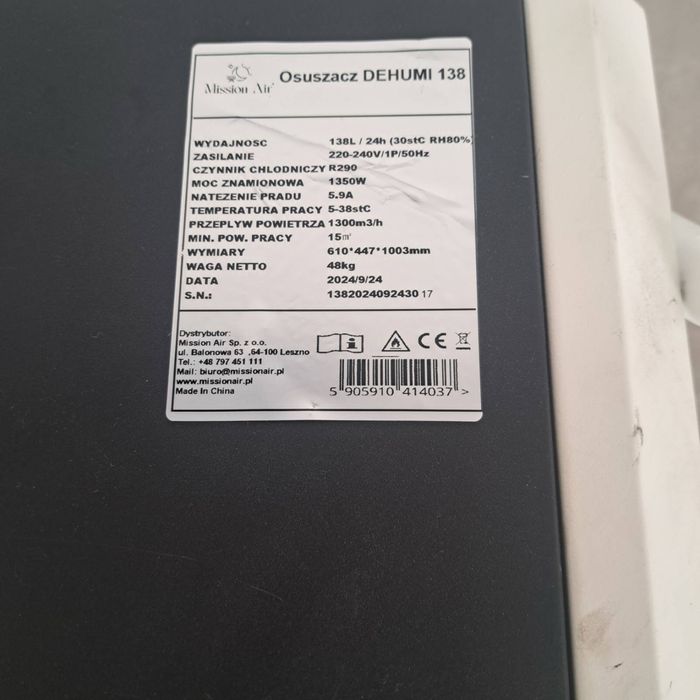 Mission Air
Osuszacz DEHUMI 138
WYDAJNOSC 138L / 24h (30stC RH80%)
ZASILANIE 220-240V/1P/50Hz
CZYNNIK CHLODNICZY R290
MOC ZNAMIONOWA 1350W
NATEZENIE PRADU 5.9A
TEMPERATURA PRACY 5-38stC
PRZEPLYW POWIETRZA 1300m3/h
MIN. POW. PRACY 15㎡
WYMIARY 610*447*1003mm
WAGA NETTO 48kg
DATA 2024/9/24
S.N.: 1382024092430 17
Dystrybutor:
Mission Air Sp. z o.o.
ul. Balonowa 63 ,64-100 Leszno
Tel.: +48 797 451 111
Mail: biuro@missionair.pl
www.missionair.pl
Made In China
CE
5 905910 414037 >